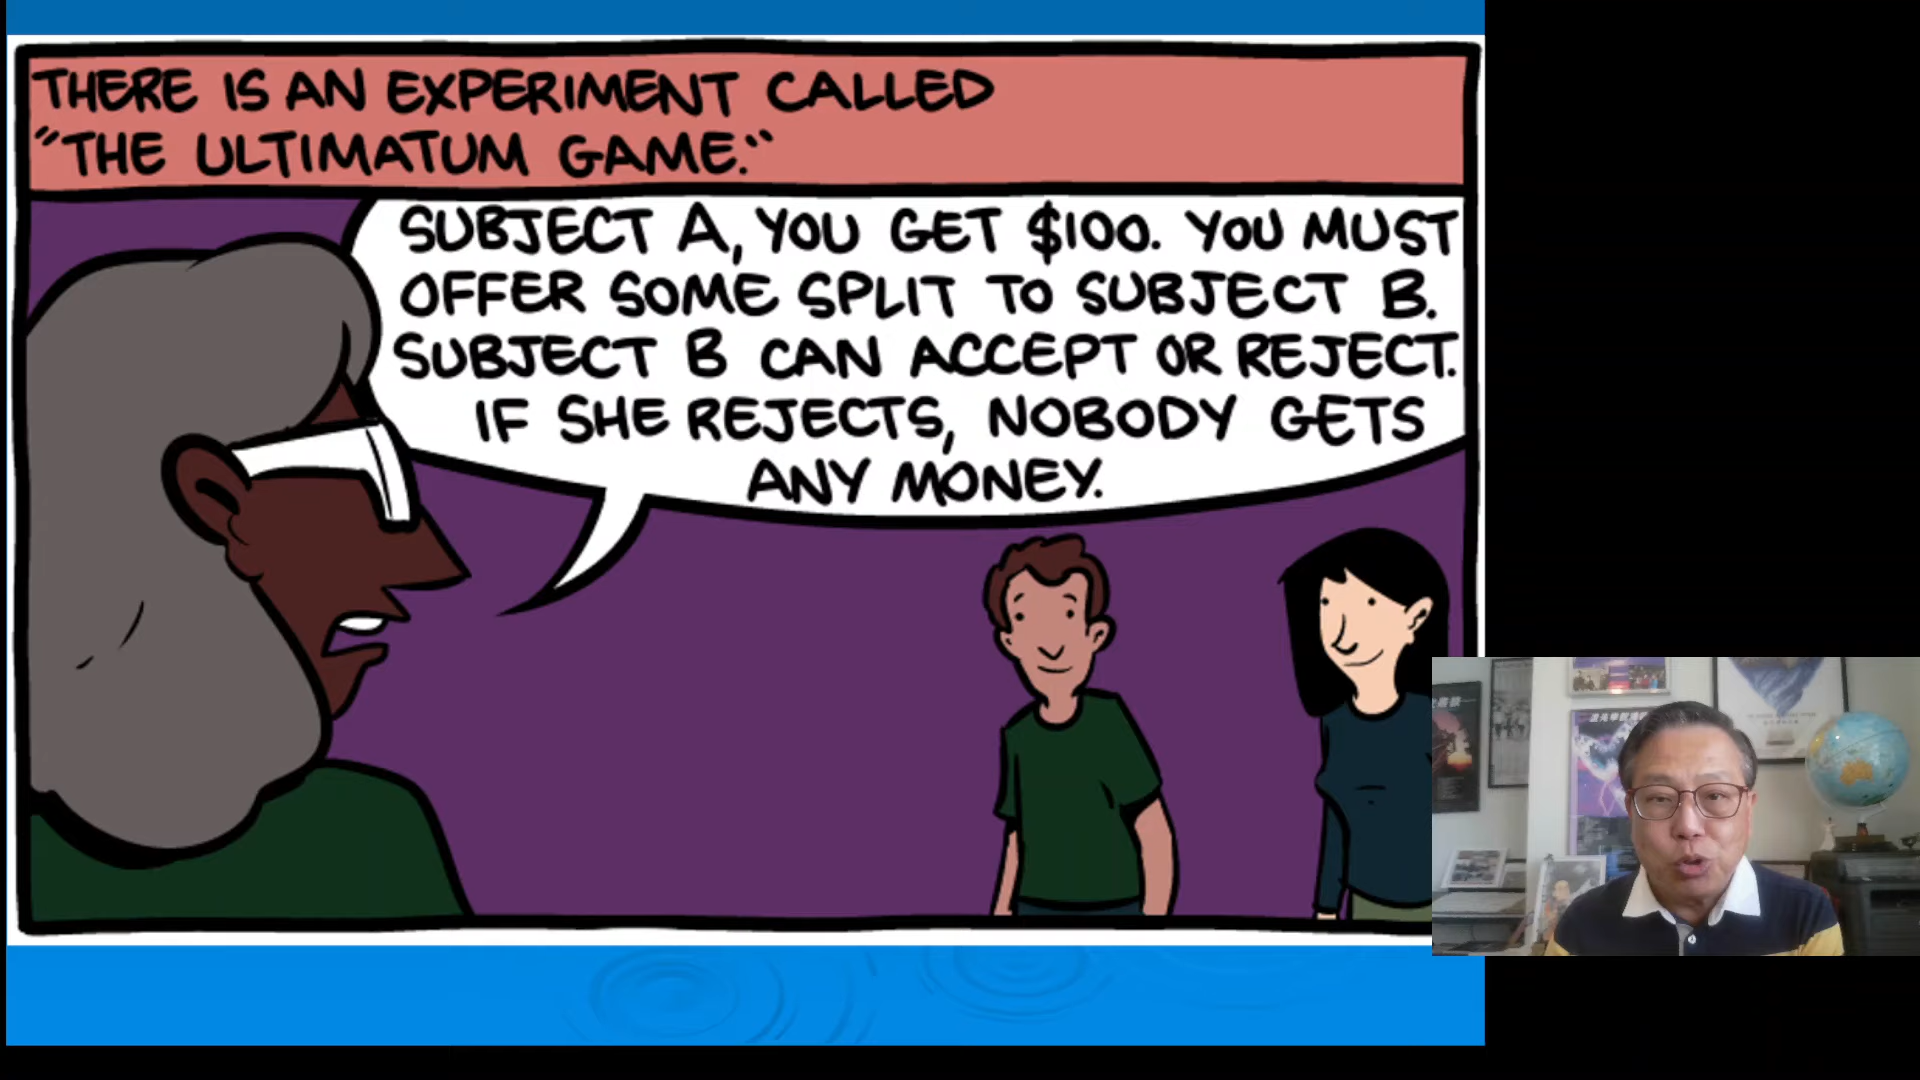 THERE IS AN EXPERIMENT CALLED
"THE ULTIMATUM GAME."
SUBJECT A, YOU GET $100. YOU MUST
OFFER SOME SPLIT TO SUBJECT B.
SUBJECT B CAN ACCEPT OR REJECT.
IF SHE REJECTS, NOBODY GETS
ANY MONEY.